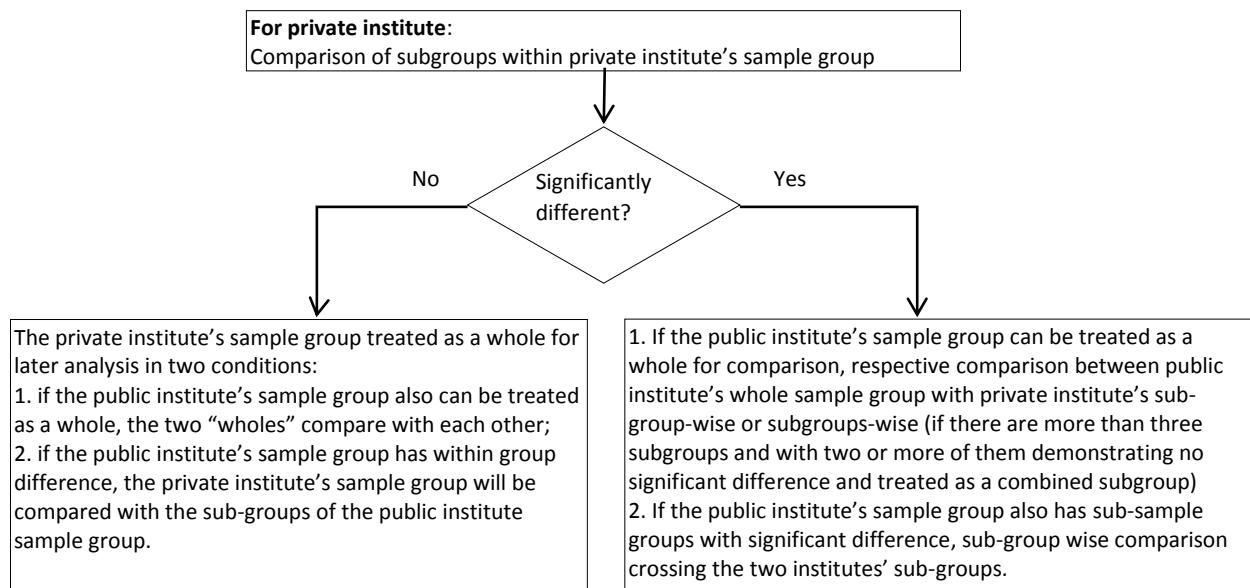 For private institute:
Comparison of subgroups within private institute’s sample group
No
Significantly
different?
Yes
The private institute’s sample group treated as a whole for
later analysis in two conditions:
1. if the public institute’s sample group also can be treated
as a whole, the two “wholes” compare with each other;
2. if the public institute’s sample group has within group
difference, the private institute’s sample group will be
compared with the sub-groups of the public institute
sample group.
1. If the public institute’s sample group can be treated as a
whole for comparison, respective comparison between public
institute’s whole sample group with private institute’s sub-
group-wise or subgroups-wise (if there are more than three
subgroups and with two or more of them demonstrating no
significant difference and treated as a combined subgroup)
2. If the public institute’s sample group also has sub-sample
groups with significant difference, sub-group wise comparison
crossing the two institutes’ sub-groups.